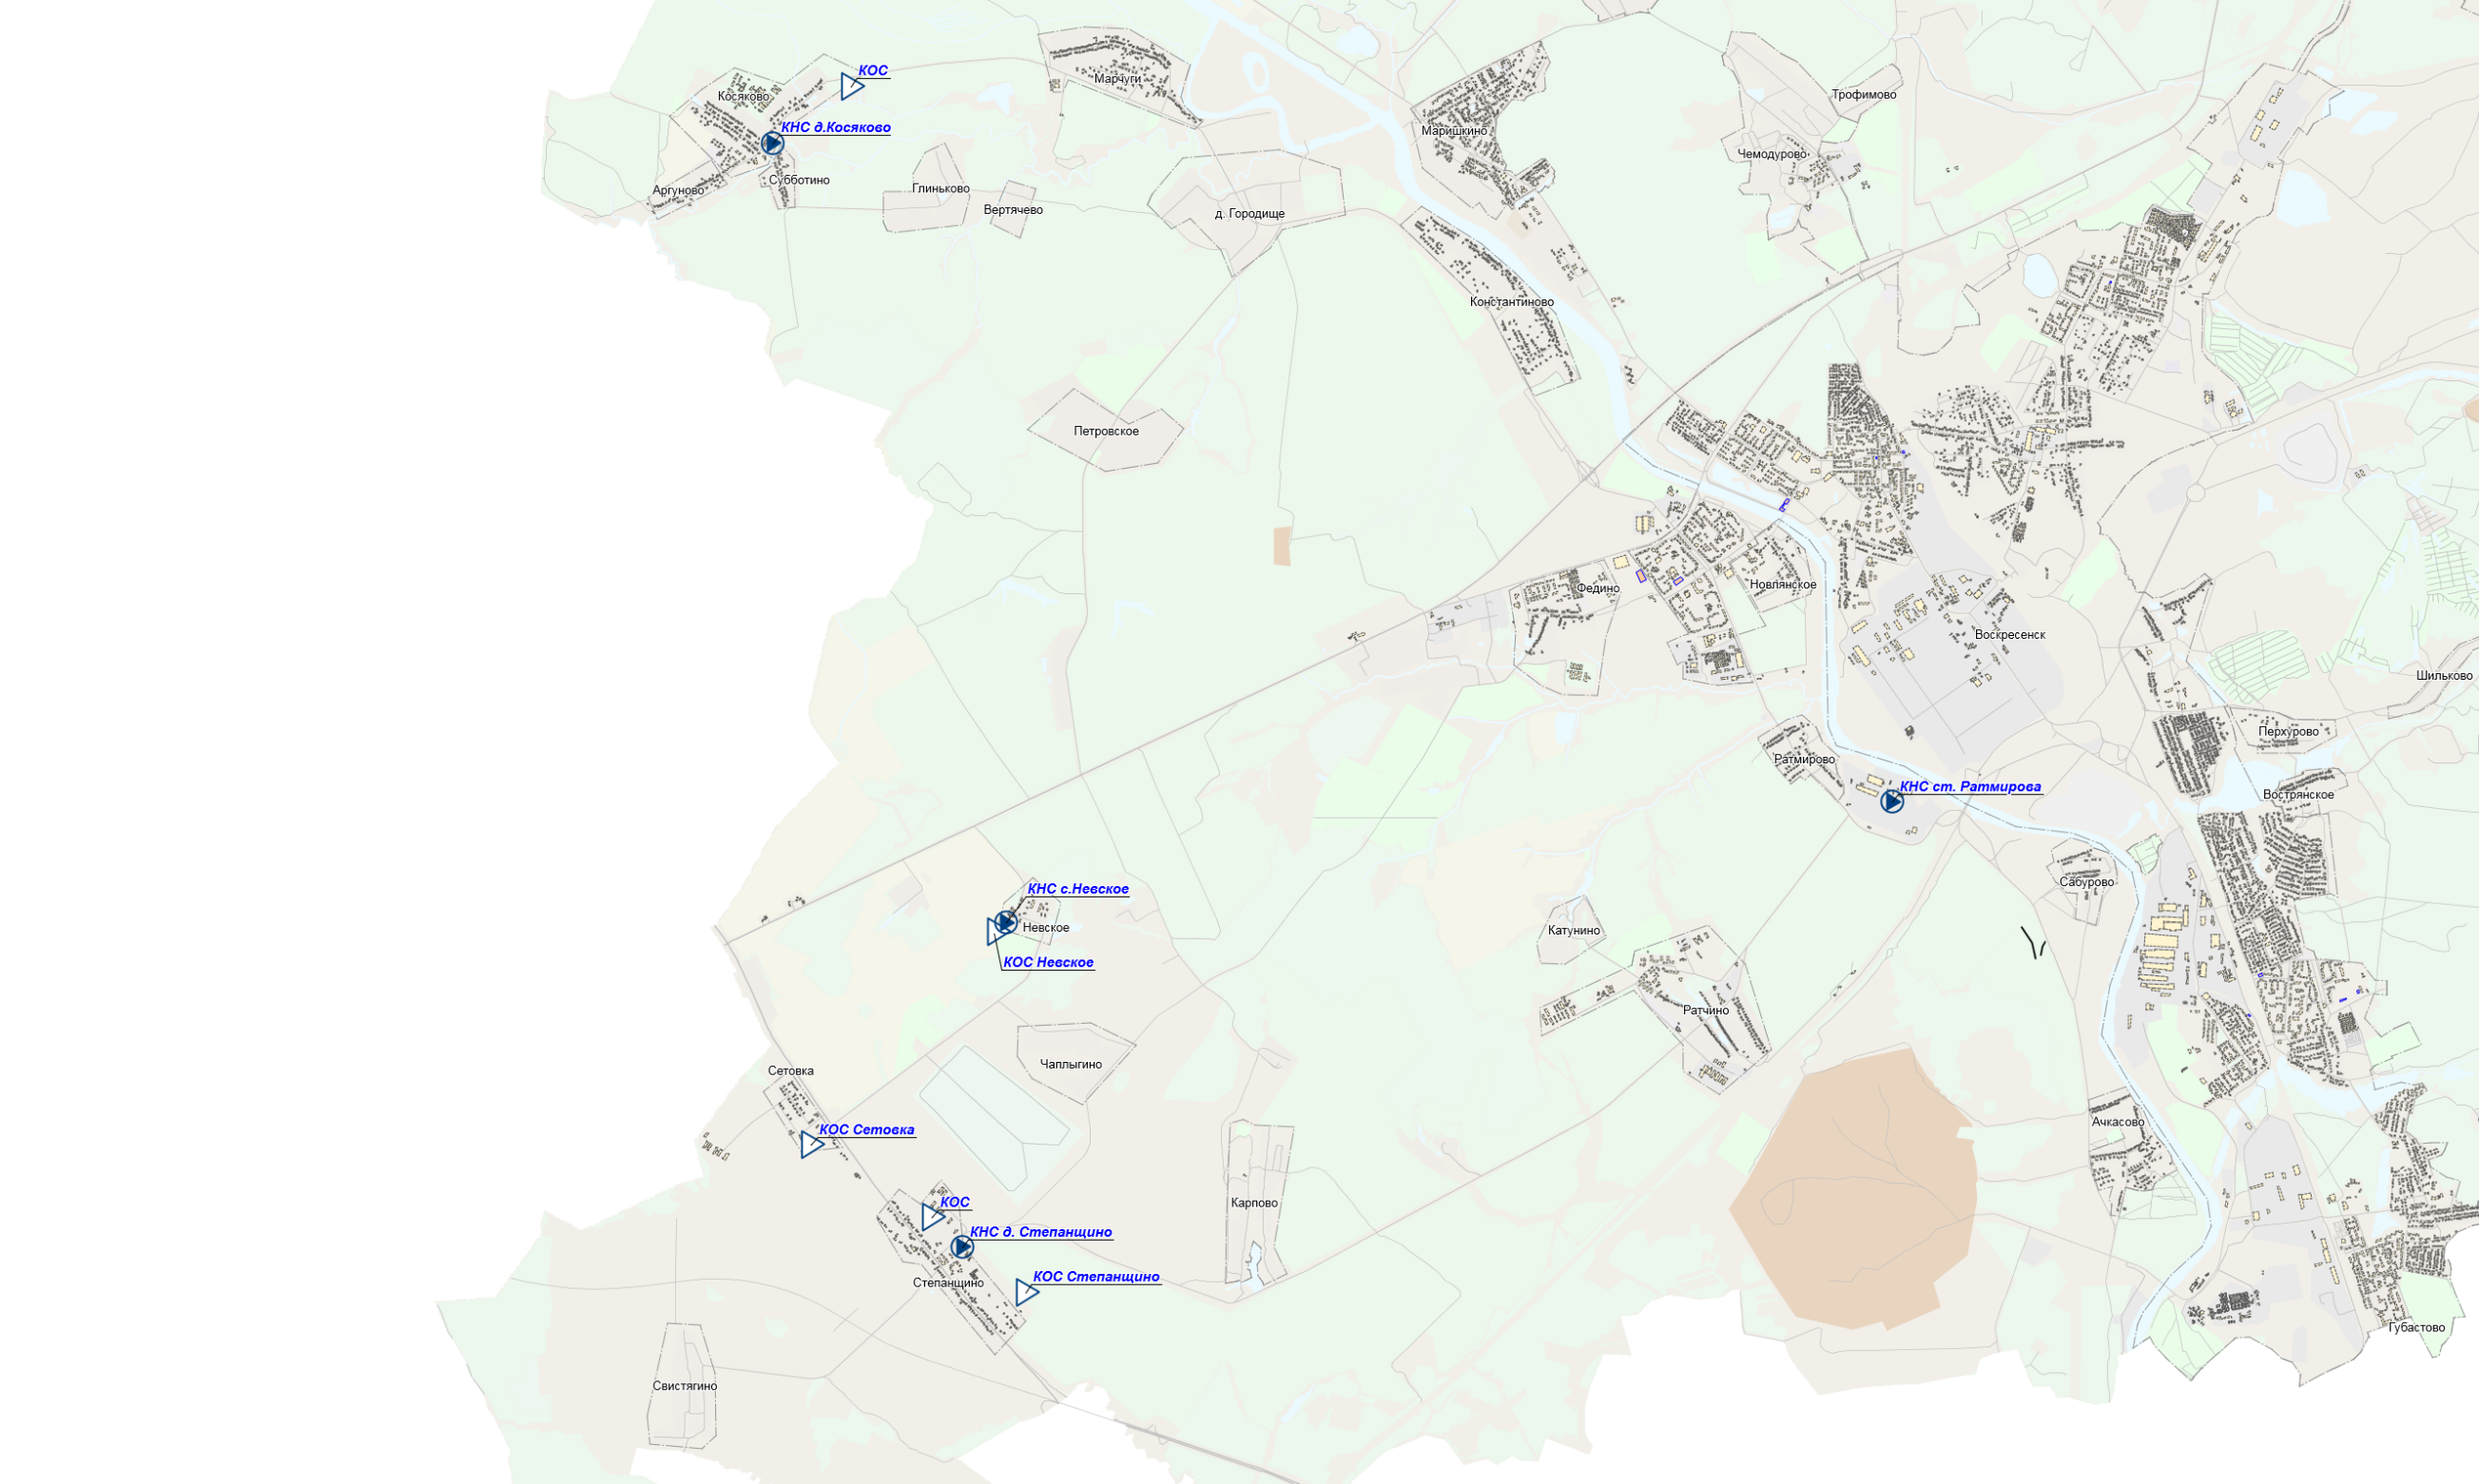 КОС
Марчуги
Косяково
Трофимово
КНС д.Косяково
Маришкино
Чемодурово
Субботино
Аргуново
Глиньково
Вертячево
д. Городище
Константиново
Петровское
Федино
Новлянское
Воскресенск
Шильково
Перхурово
Ратмирово
КНС ст. Ратмирова
Вострянское
Сабурово
КНС с.Невское
Невское
Катунино
КОС Невское
Ратчино
Чаплыгино
Сетовка
Ачкасово
КОС Сетовка
КОС
Карпово
КНС д. Степанщино
КОС Степанщино
Степанщино
Губастово
Свистягино